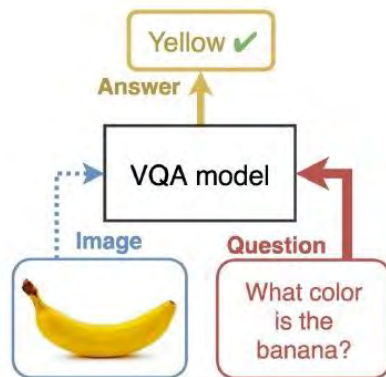 Yellow ✔
Answer
VQA model
Image
Question
What color
is the
banana?